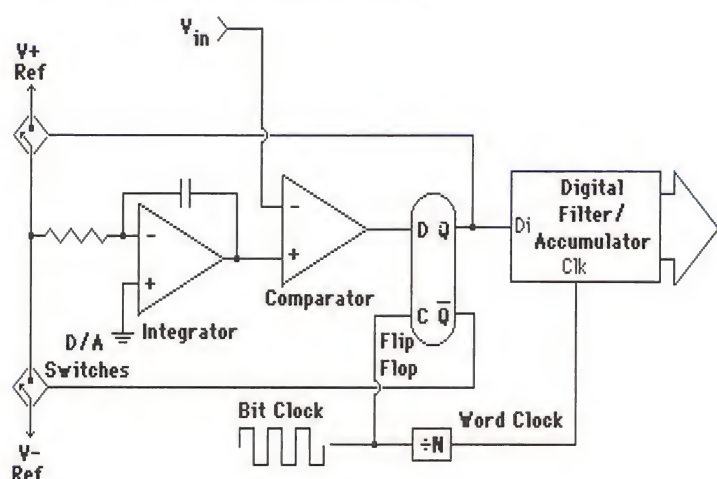 V in
V+
Ref
Digital
Filter/
Accumulator
Di
Clk
-
+
Integrator
-
+
Comparator
D Q
C Q̅
Flip
Flop
D/A
Switches
Bit Clock
÷N
Word Clock
V-
Ref